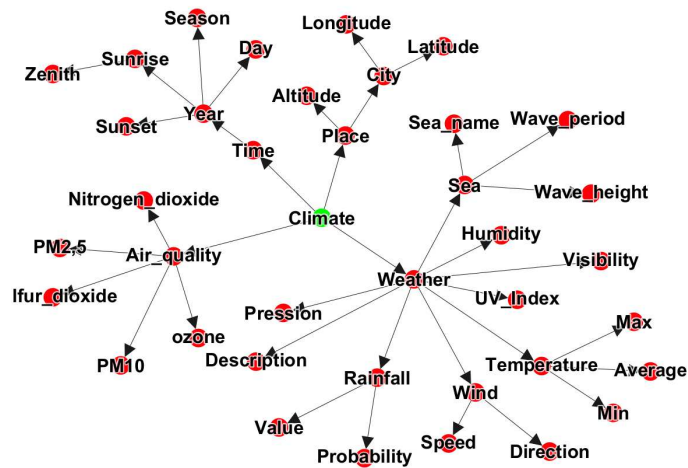 Season
Longitude
Latitude
Sunrise
Day
Zenith
City
Altitude
Year
Sea_name
Wave_period
Sunset
Place
Time
Sea
Wave_height
Nitrogen_dioxide
Climate
Humidity
PM2,5
Air_quality
Visibility
Weather
lfur_dioxide
UV_Index
Pression
Max
ozone
Description
PM10
Temperature
Average
Rainfall
Wind
Min
Value
Speed
Direction
Probability